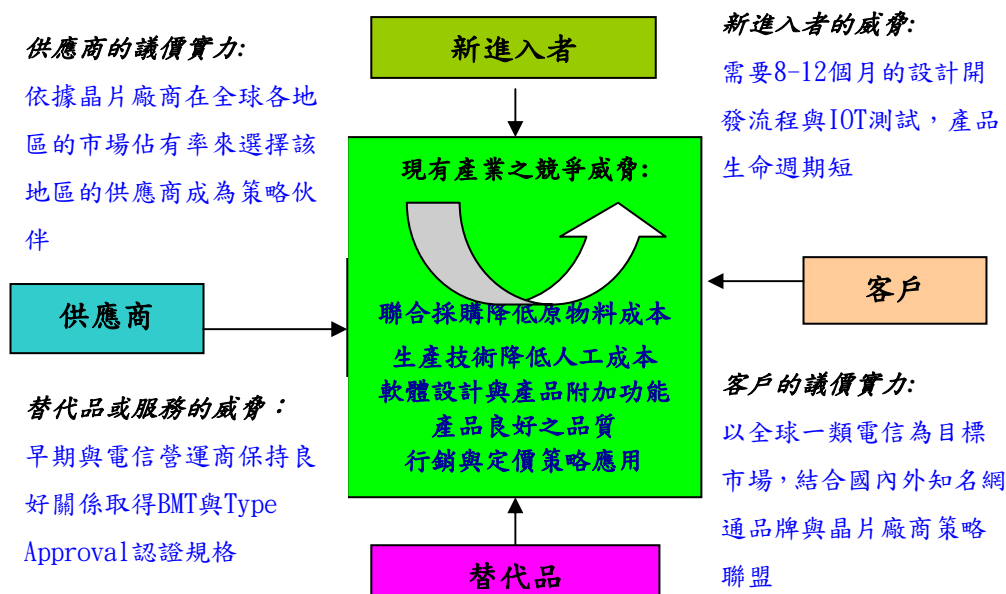 供應商的議價實力:
依據晶片廠商在全球各地
區的市場佔有率來選擇該
地區的供應商成為策略伙
伴
新進入者
新進入者的威脅:
需要8-12個月的設計開
發流程與IOT測試，產品
生命週期短
現有產業之競爭威脅:
聯合採購降低原物料成本
生產技術降低人工成本
軟體設計與產品附加功能
產品良好之品質
行銷與定價策略應用
供應商
客戶
替代品或服務的威脅：
早期與電信營運商保持良
好關係取得BMT與Type
Approval認證規格
客戶的議價實力:
以全球一類電信為目標
市場，結合國內外知名網
通品牌與晶片廠商策略
聯盟
替代品